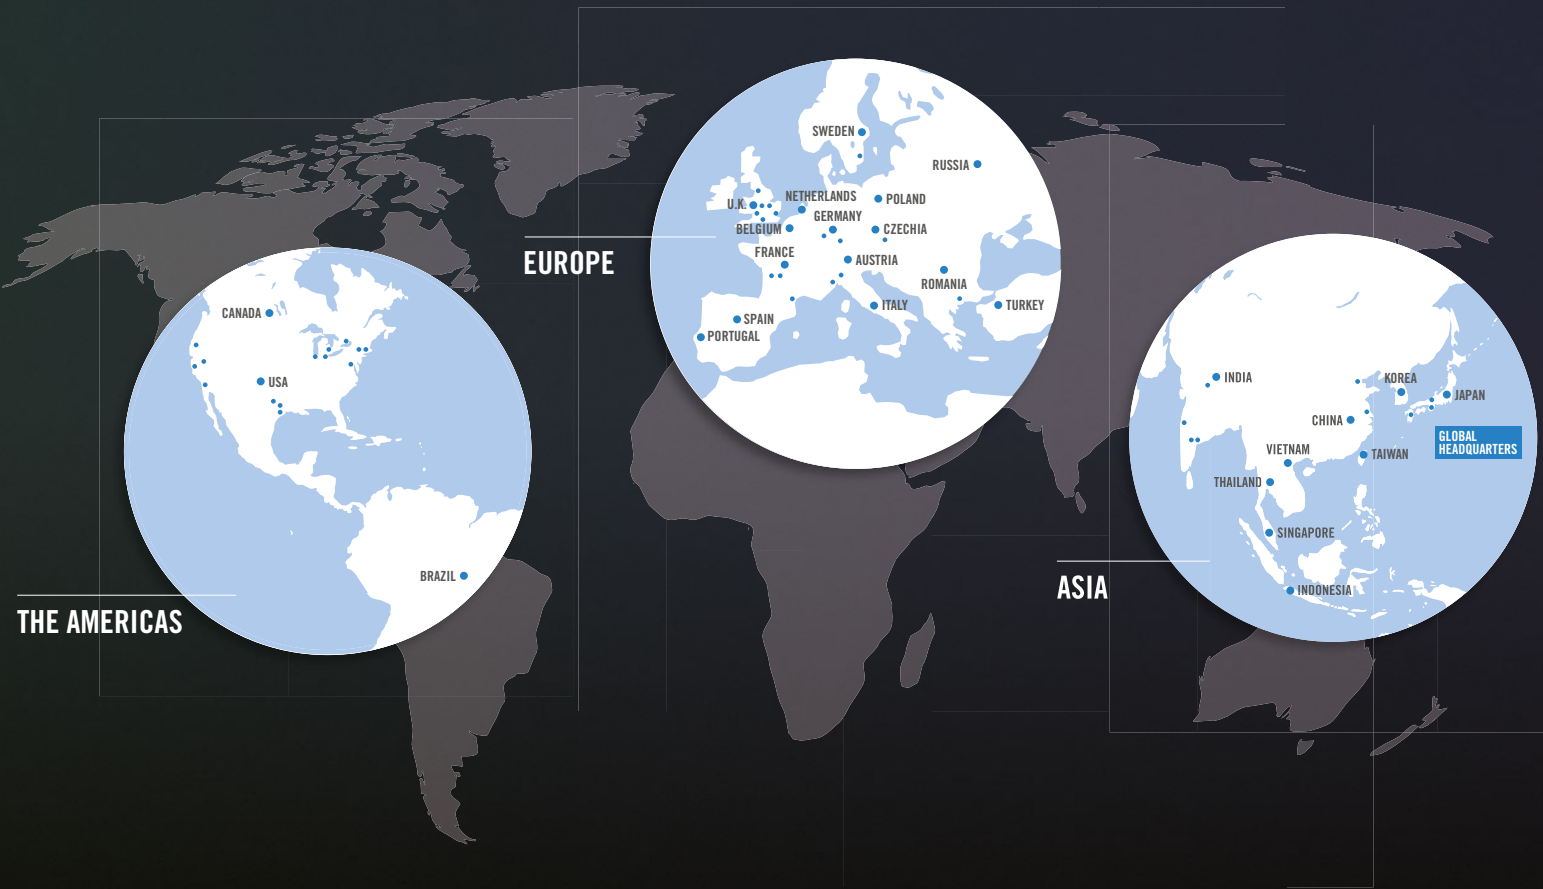 THE AMERICAS
CANADA
USA
BRAZIL
EUROPE
SWEDEN
RUSSIA
NETHERLANDS
POLAND
U.K.
GERMANY
BELGIUM
CZECHIA
FRANCE
AUSTRIA
ROMANIA
ITALY
TURKEY
SPAIN
PORTUGAL
ASIA
INDIA
KOREA
JAPAN
CHINA
GLOBAL
HEADQUARTERS
VIETNAM
TAIWAN
THAILAND
SINGAPORE
INDONESIA